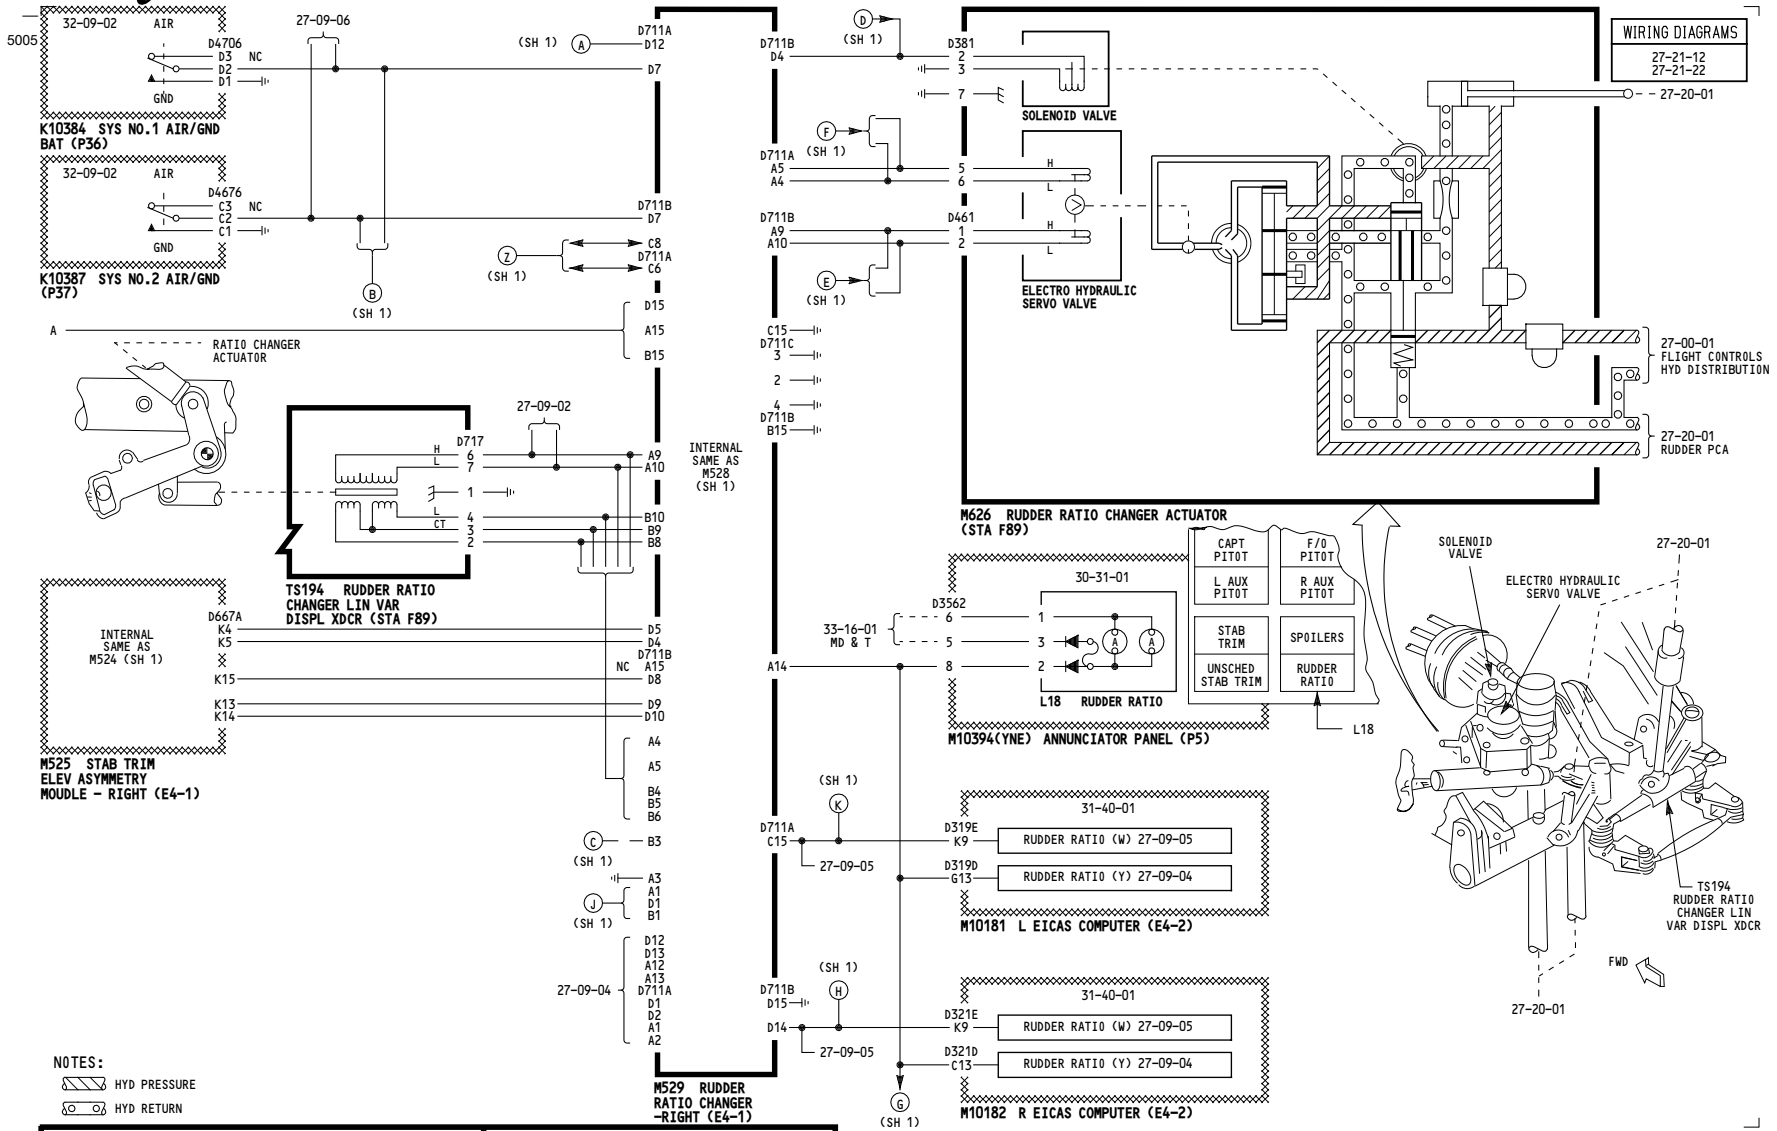 5005
32-09-02 AIR
D4706
D3 NC
D2
D1
GND
K10384 SYS NO.1 AIR/GND
BAT (P36)
32-09-02 AIR
D4676
C3 NC
C2
C1
GND
K10387 SYS NO.2 AIR/GND
(P37)
27-09-06
B
(SH 1)
(SH 1) A
D711A
D12
D7
D711B
D7
Z
(SH 1)
C8
D711A
C6
D15
A A15
B15
RATIO CHANGER
ACTUATOR
27-09-02
D717
H 6 A9
L 7 A10
1
L 4 B10
CT 3 B9
2 B8
TS194 RUDDER RATIO
CHANGER LIN VAR
DISPL XDCR (STA F89)
INTERNAL
SAME AS
M524 (SH 1)
D667A
K4 D5
K5 D4
D711B
NC A15
K15 D8
K13 D9
K14 D10
M525 STAB TRIM
ELEV ASYMMETRY
MOUDLE - RIGHT (E4-1)
A4
A5
B4
B5
B6
C B3
(SH 1)
A3
A1
J D1
B1
(SH 1)
D12
D13
A12
A13
27-09-04 D711A
D1
D2
A1
A2
INTERNAL
SAME AS
M528
(SH 1)
M529 RUDDER
RATIO CHANGER
-RIGHT (E4-1)
NOTES:
HYD PRESSURE
HYD RETURN
D711B
D4
D711A
A5
A4
D711B
A9
A10
C15
D711C
3
2
4
D711B
B15
A14
D711A
C15
D711B
D15
D14
D
(SH 1)
F
(SH 1)
E
(SH 1)
D381
2
3
7
5
6
D461
1
2
SOLENOID VALVE
H
L
H
L
ELECTRO HYDRAULIC
SERVO VALVE
M626 RUDDER RATIO CHANGER ACTUATOR
(STA F89)
WIRING DIAGRAMS
27-21-12
27-21-22
27-20-01
27-00-01
FLIGHT CONTROLS
HYD DISTRIBUTION
27-20-01
RUDDER PCA
30-31-01
D3562
33-16-01
MD & T
6 1
5 3
8 2
A A
L18 RUDDER RATIO
M10394(YNE) ANNUNCIATOR PANEL (P5)
CAPT
PITOT
F/O
PITOT
L AUX
PITOT
R AUX
PITOT
STAB
TRIM
SPOILERS
UNSCHED
STAB TRIM
RUDDER
RATIO
L18
(SH 1)
K
27-09-05
31-40-01
D319E
K9
RUDDER RATIO (W) 27-09-05
D319D
G13
RUDDER RATIO (Y) 27-09-04
M10181 L EICAS COMPUTER (E4-2)
(SH 1)
H
27-09-05
31-40-01
D321E
K9
RUDDER RATIO (W) 27-09-05
D321D
C13
RUDDER RATIO (Y) 27-09-04
M10182 R EICAS COMPUTER (E4-2)
G
(SH 1)
SOLENOID
VALVE
ELECTRO HYDRAULIC
SERVO VALVE
27-20-01
TS194
RUDDER RATIO
CHANGER LIN
VAR DISPL XDCR
FWD
27-20-01